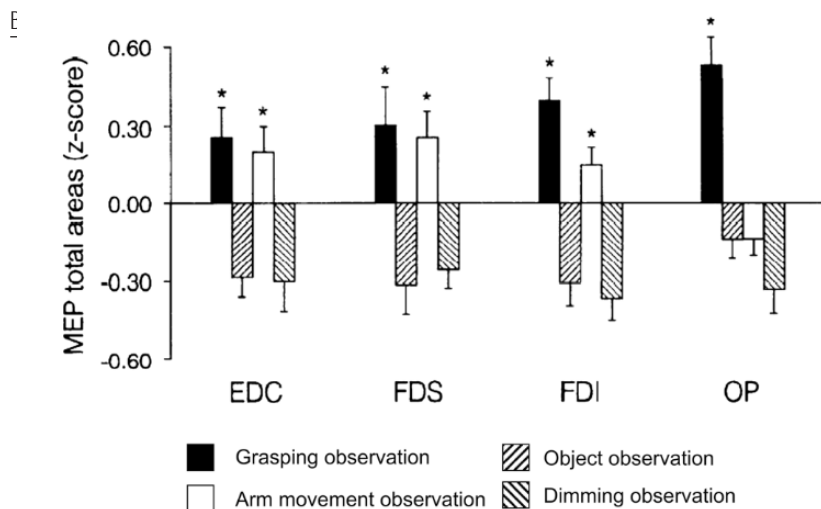 E
MEP total areas (z-score)
0.60
0.30
0.00
-0.30
-0.60
* * * * * * *
EDC FDS FDI OP
Grasping observation Object observation
Arm movement observation Dimming observation